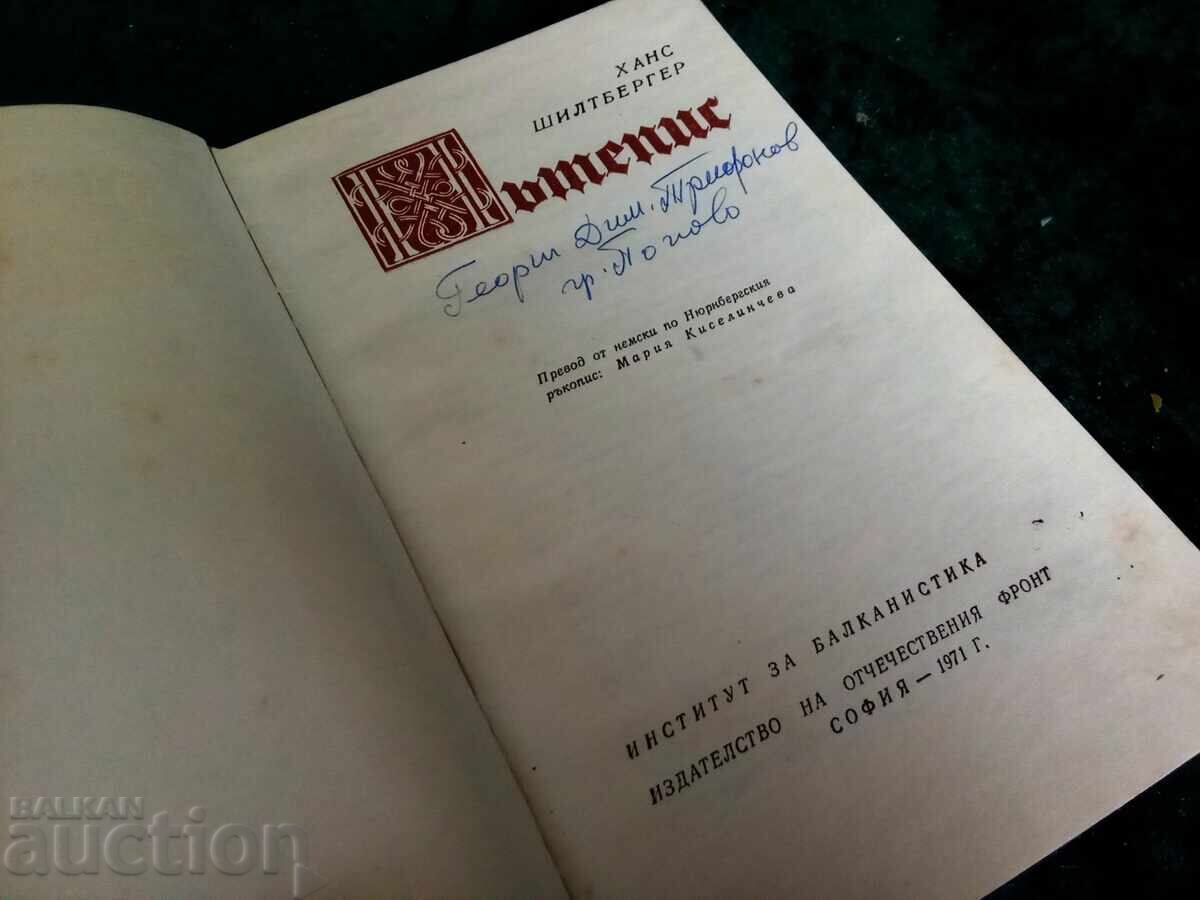 ХАНС
ШИЛТБЕРГЕР
Пътепис
Георги Дим. Трифонов
гр. Попово
Превод от немски по Нюрнбергския
ръкопис: Мария Киселинчева
ИНСТИТУТ ЗА БАЛКАНИСТИКА
ИЗДАТЕЛСТВО НА ОТЧЕЧЕСТВЕНИЯ ФРОНТ
СОФИЯ — 1971 Г.
BALKAN
auction